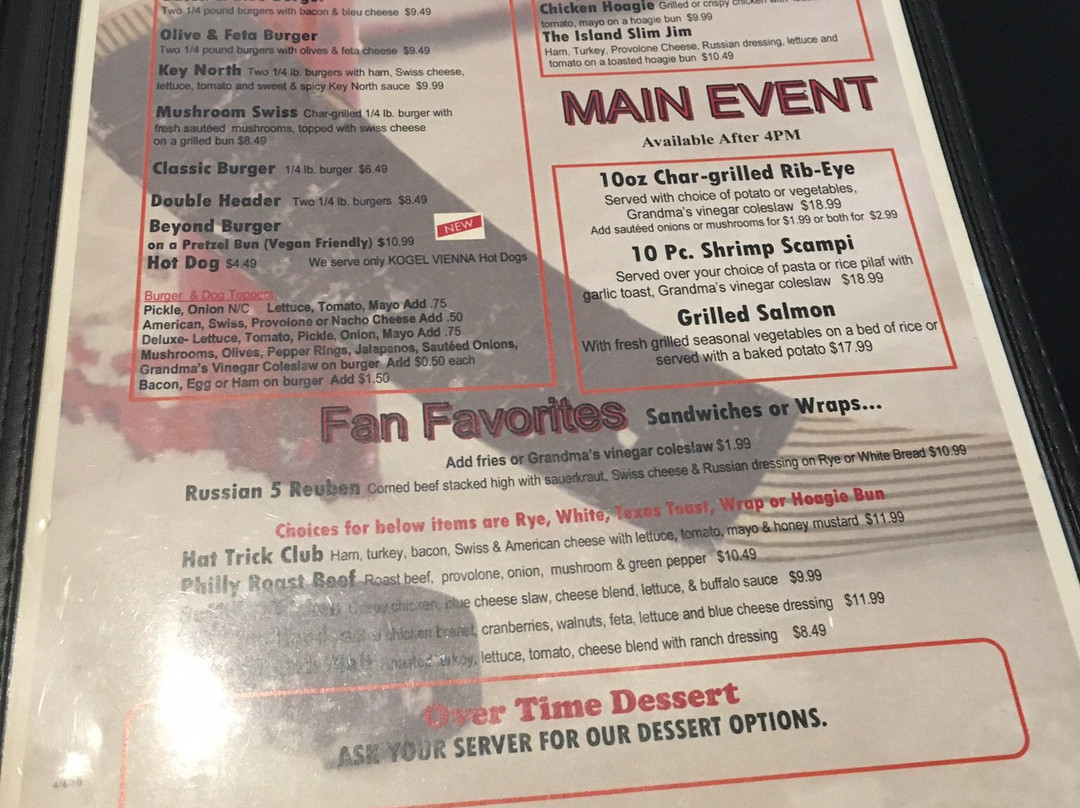 Two 1/4 pound burgers with bacon & bleu cheese $9.49
Olive & Feta Burger
Two 1/4 pound burgers with olives & feta cheese $9.49
Key North Two 1/4 lb. burgers with ham, Swiss cheese,
lettuce, tomato and sweet & spicy Key North sauce $9.99
Mushroom Swiss Char-grilled 1/4 lb. burger with
fresh sautéed mushrooms, topped with swiss cheese
on a grilled bun $8.49
Classic Burger 1/4 lb. burger $6.49
Double Header Two 1/4 lb. burgers $8.49
Beyond Burger
NEW
on a Pretzel Bun (Vegan Friendly) $10.99
Hot Dog $4.49 We serve only KOGEL VIENNA Hot Dogs
Burger & Dog Toppers
Pickle, Onion N/C Lettuce, Tomato, Mayo Add .75
American, Swiss, Provolone or Nacho Cheese Add .50
Deluxe- Lettuce, Tomato, Pickle, Onion, Mayo Add .75
Mushrooms, Olives, Pepper Rings, Jalapenos, Sautéed Onions,
Grandma's Vinegar Coleslaw on burger Add $0.50 each
Bacon, Egg or Ham on burger Add $1.50
Chicken Hoagie Grilled or crispy chicken with
tomato, mayo on a hoagie bun $9.99
The Island Slim Jim
Ham, Turkey, Provolone Cheese, Russian dressing, lettuce and
tomato on a toasted hoagie bun $10.49
MAIN EVENT
Available After 4PM
10oz Char-grilled Rib-Eye
Served with choice of potato or vegetables,
Grandma's vinegar coleslaw $18.99
Add sautéed onions or mushrooms for $1.99 or both for $2.99
10 Pc. Shrimp Scampi
Served over your choice of pasta or rice pilaf with
garlic toast, Grandma's vinegar coleslaw $18.99
Grilled Salmon
With fresh grilled seasonal vegetables on a bed of rice or
served with a baked potato $17.99
Fan Favorites Sandwiches or Wraps...
Add fries or Grandma's vinegar coleslaw $1.99
Russian 5 Reuben Corned beef stacked high with sauerkraut, Swiss cheese & Russian dressing on Rye or White Bread $10.99
Choices for below items are Rye, White, Texas Toast, Wrap or Hoagie Bun
Hat Trick Club Ham, turkey, bacon, Swiss & American cheese with lettuce, tomato, mayo & honey mustard $11.99
Philly Roast Beef Roast beef, provolone, onion, mushroom & green pepper $10.49
chicken, blue cheese slaw, cheese blend, lettuce, & buffalo sauce $9.99
chicken breast, cranberries, walnuts, feta, lettuce and blue cheese dressing $11.99
lettuce, tomato, cheese blend with ranch dressing $8.49
Over Time Dessert
ASK YOUR SERVER FOR OUR DESSERT OPTIONS.